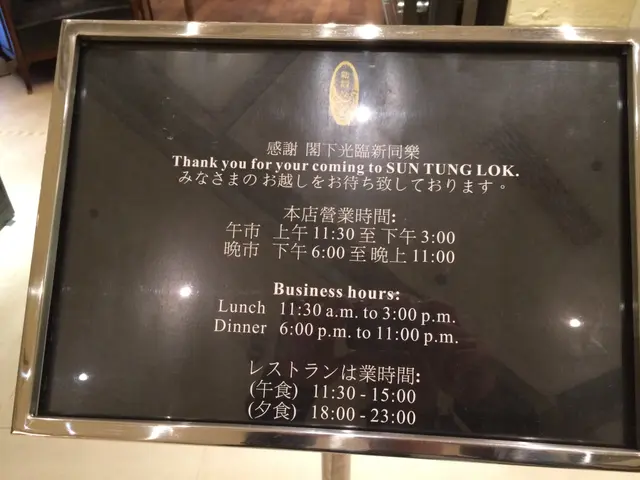 感謝 閣下光臨新同樂
Thank you for your coming to SUN TUNG LOK.
みなさまの お越しをお待ち致しております。
本店營業時間:
午市 上午 11:30 至 下午 3:00
晚市 下午 6:00 至 晚上 11:00
Business hours:
Lunch 11:30 a.m. to 3:00 p.m.
Dinner 6:00 p.m. to 11:00 p.m.
レストランは業時間:
(午食) 11:30 - 15:00
(夕食) 18:00 - 23:00